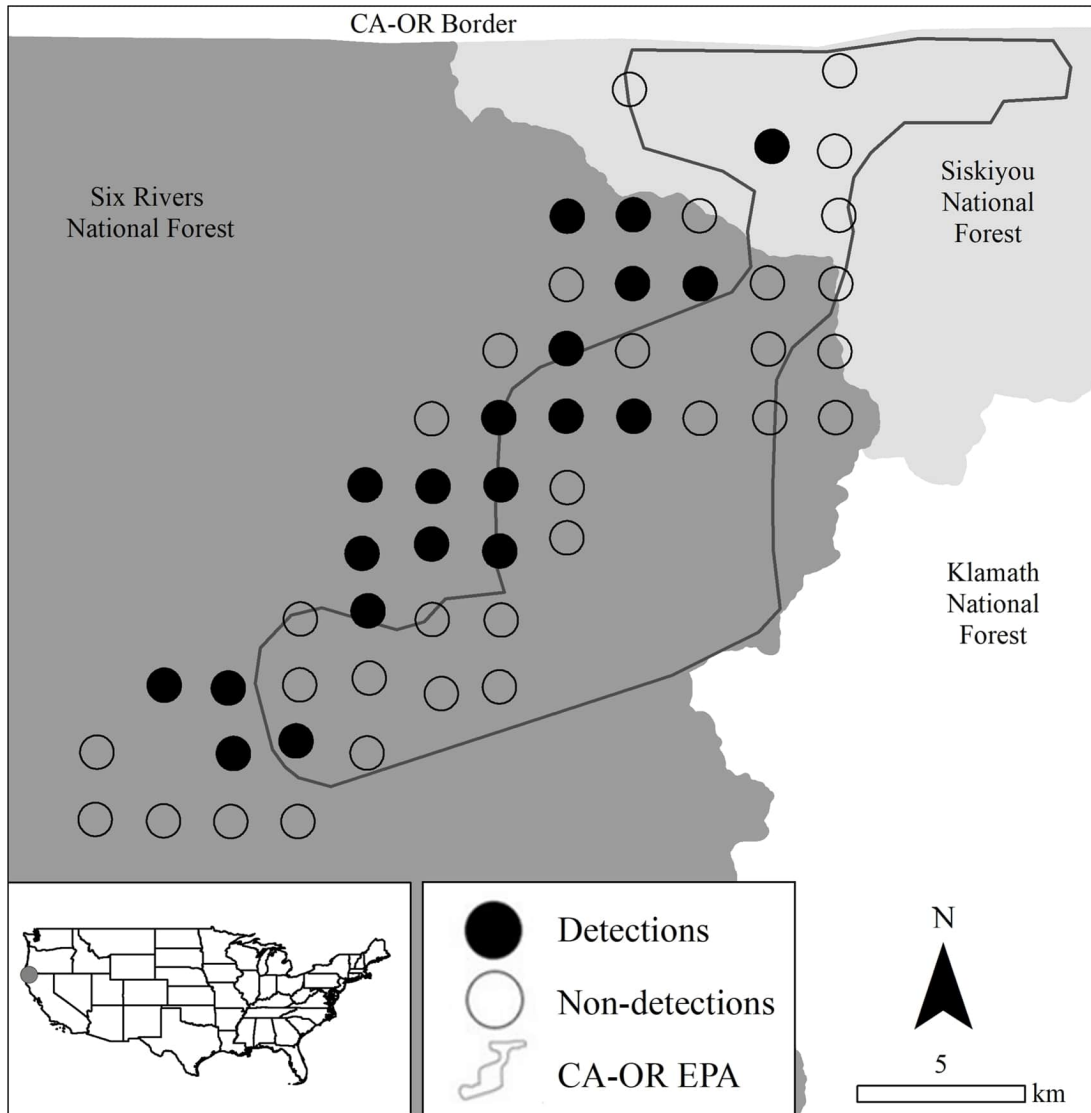 CA-OR Border
Six Rivers
National Forest
Siskiyou
National
Forest
Klamath
National
Forest
Detections
Non-detections
CA-OR EPA
N
5
km